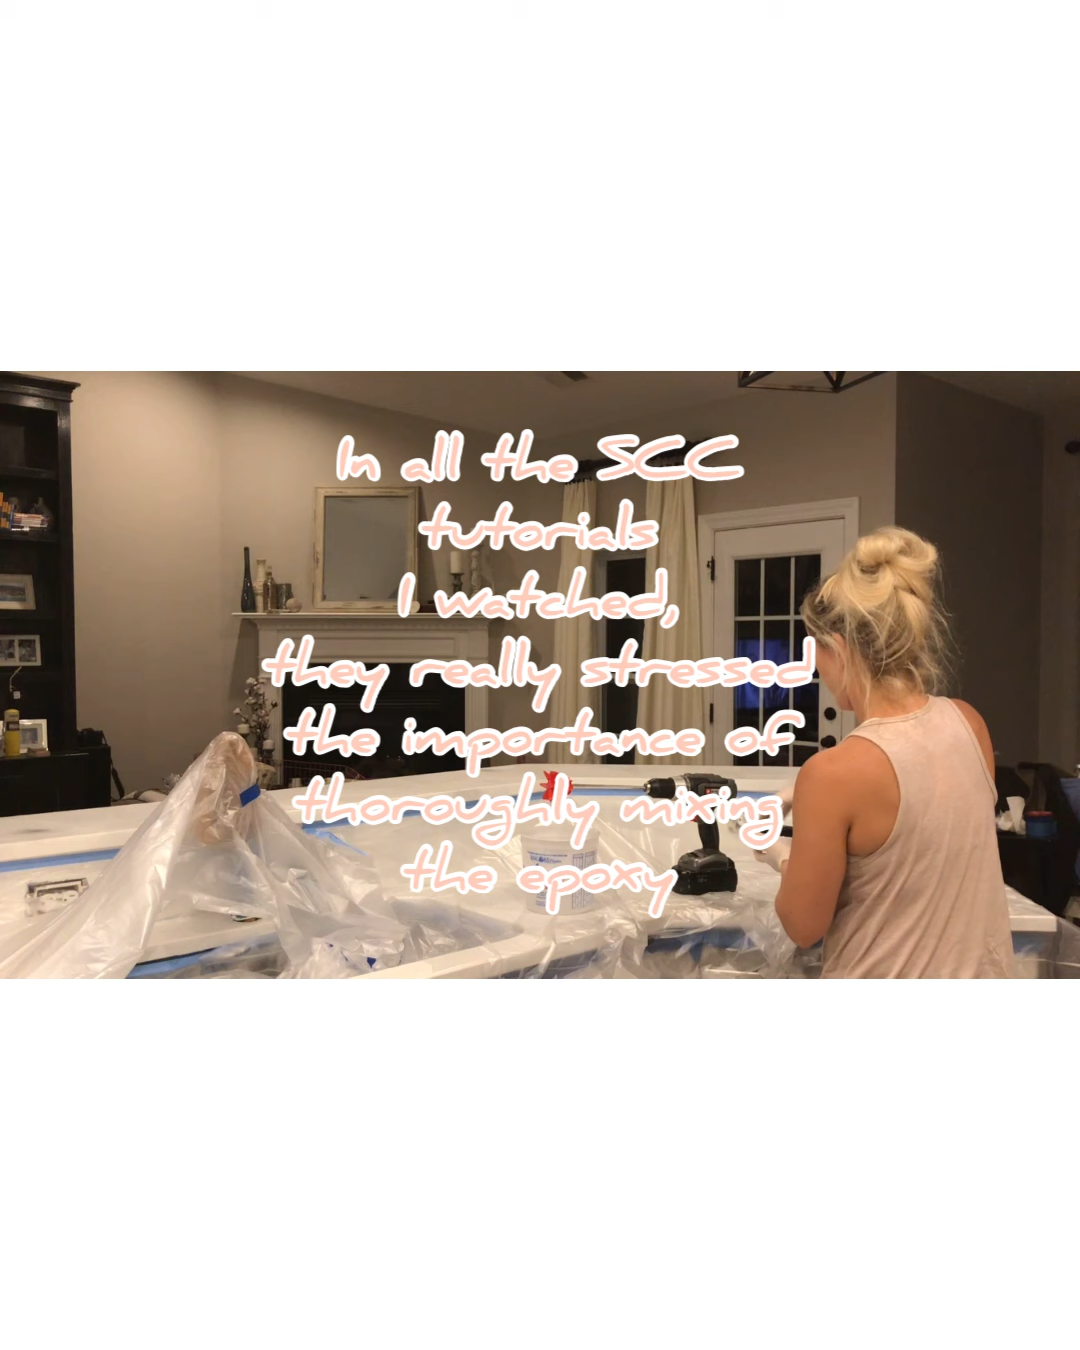 In all the SCC
tutorials
I watched,
they really stressed
the importance of
thoroughly mixing
the epoxy